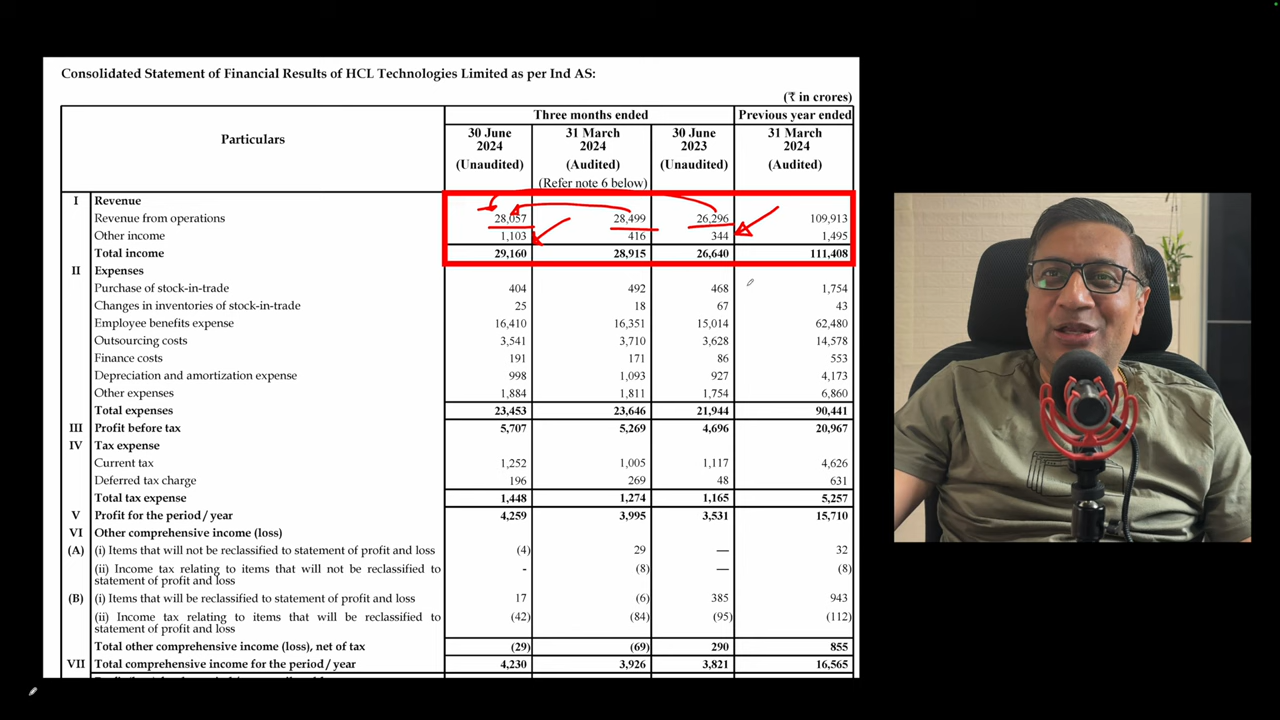 Consolidated Statement of Financial Results of HCL Technologies Limited as per Ind AS:
(₹ in crores)
Particulars Three months ended Previous year ended
30 June 2024 (Unaudited) 31 March 2024 (Audited) (Refer note 6 below) 30 June 2023 (Unaudited) 31 March 2024 (Audited)
I Revenue
Revenue from operations 28,057 28,499 26,296 109,913
Other income 1,103 416 344 1,495
Total income 29,160 28,915 26,640 111,408
II Expenses
Purchase of stock-in-trade 404 492 468 1,754
Changes in inventories of stock-in-trade 25 18 67 43
Employee benefits expense 16,410 16,351 15,014 62,480
Outsourcing costs 3,541 3,710 3,628 14,578
Finance costs 191 171 86 553
Depreciation and amortization expense 998 1,093 927 4,173
Other expenses 1,884 1,811 1,754 6,860
Total expenses 23,453 23,646 21,944 90,441
III Profit before tax 5,707 5,269 4,696 20,967
IV Tax expense
Current tax 1,252 1,005 1,117 4,626
Deferred tax charge 196 269 48 631
Total tax expense 1,448 1,274 1,165 5,257
V Profit for the period / year 4,259 3,995 3,531 15,710
VI Other comprehensive income (loss)
(A) (i) Items that will not be reclassified to statement of profit and loss (4) 29 — 32
(ii) Income tax relating to items that will not be reclassified to - (8) — (8)
statement of profit and loss
(B) (i) Items that will be reclassified to statement of profit and loss 17 (6) 385 943
(ii) Income tax relating to items that will be reclassified to (42) (84) (95) (112)
statement of profit and loss
Total other comprehensive income (loss), net of tax (29) (69) 290 855
VII Total comprehensive income for the period / year 4,230 3,926 3,821 16,565